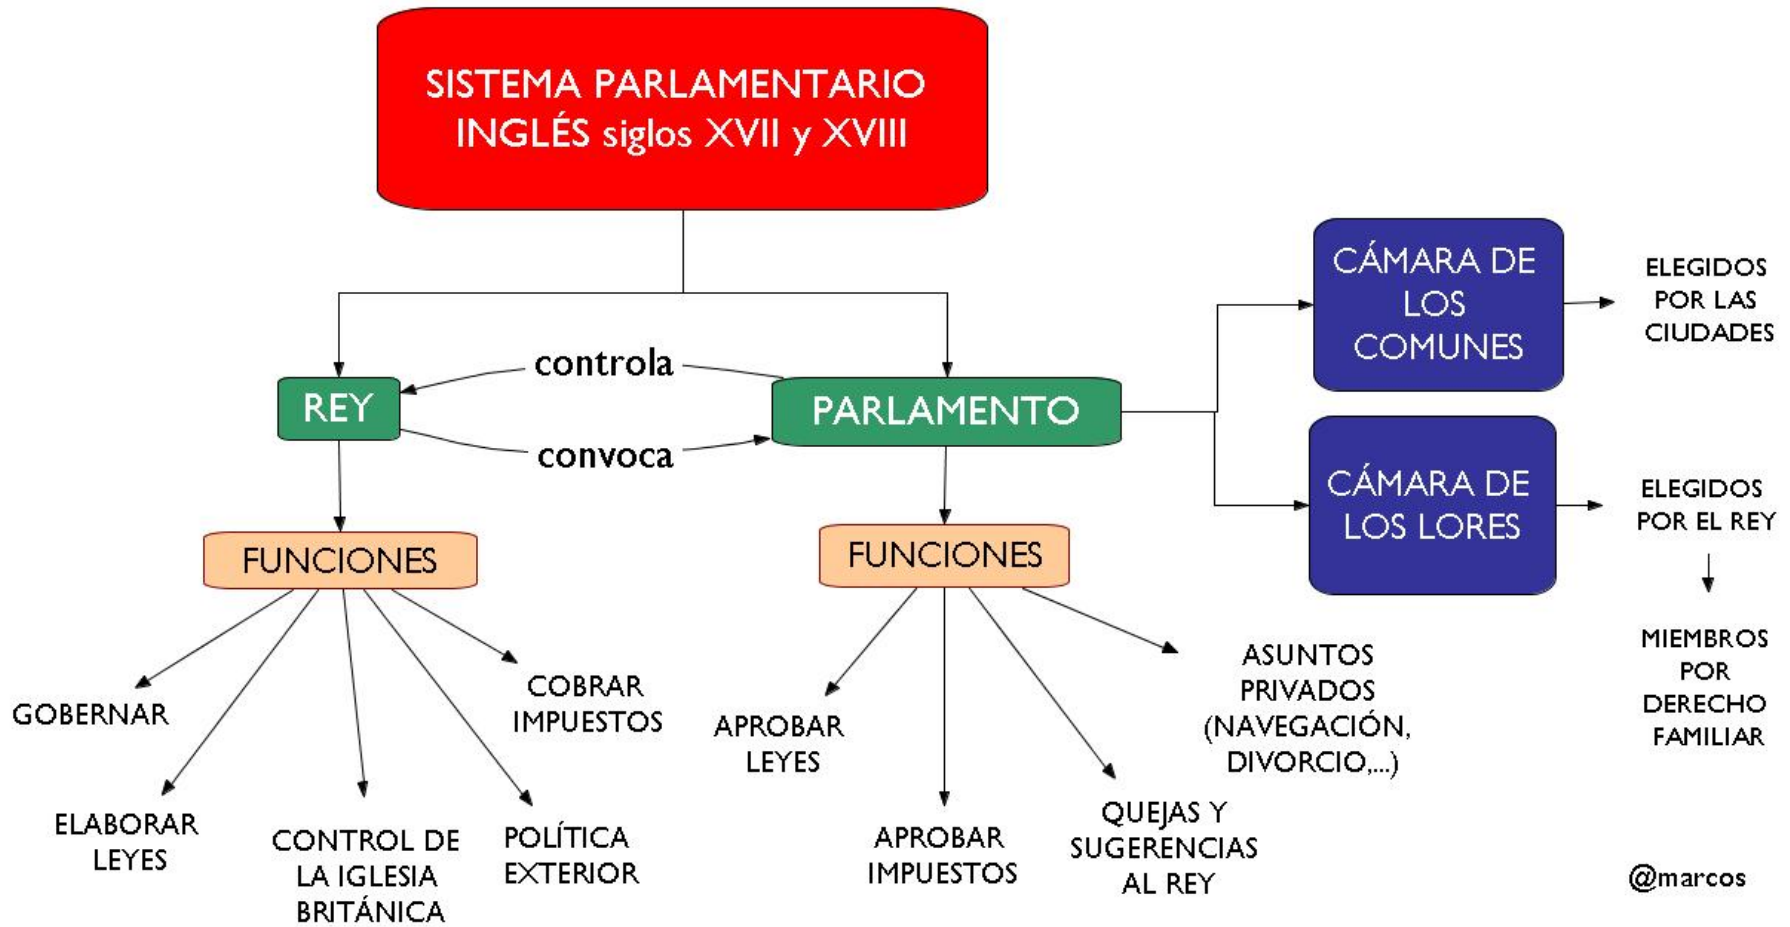 SISTEMA PARLAMENTARIO
INGLÉS siglos XVII y XVIII
CÁMARA DE
LOS
COMUNES
ELEGIDOS
POR LAS
CIUDADES
controla
REY
PARLAMENTO
convoca
CÁMARA DE
LOS LORES
ELEGIDOS
POR EL REY
MIEMBROS
POR
DERECHO
FAMILIAR
FUNCIONES
GOBERNAR
ELABORAR
LEYES
CONTROL DE
LA IGLESIA
BRITÁNICA
POLÍTICA
EXTERIOR
COBRAR
IMPUESTOS
FUNCIONES
APROBAR
LEYES
APROBAR
IMPUESTOS
QUEJAS Y
SUGERENCIAS
AL REY
ASUNTOS
PRIVADOS
(NAVEGACIÓN,
DIVORCIO,...)
@marcos